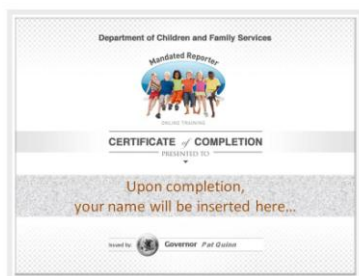 Department of Children and Family Services
Mandated Reporter
ONLINE TRAINING
CERTIFICATE of COMPLETION
PRESENTED TO
Upon completion,
your name will be inserted here...
Issued by: Governor Pat Quinn